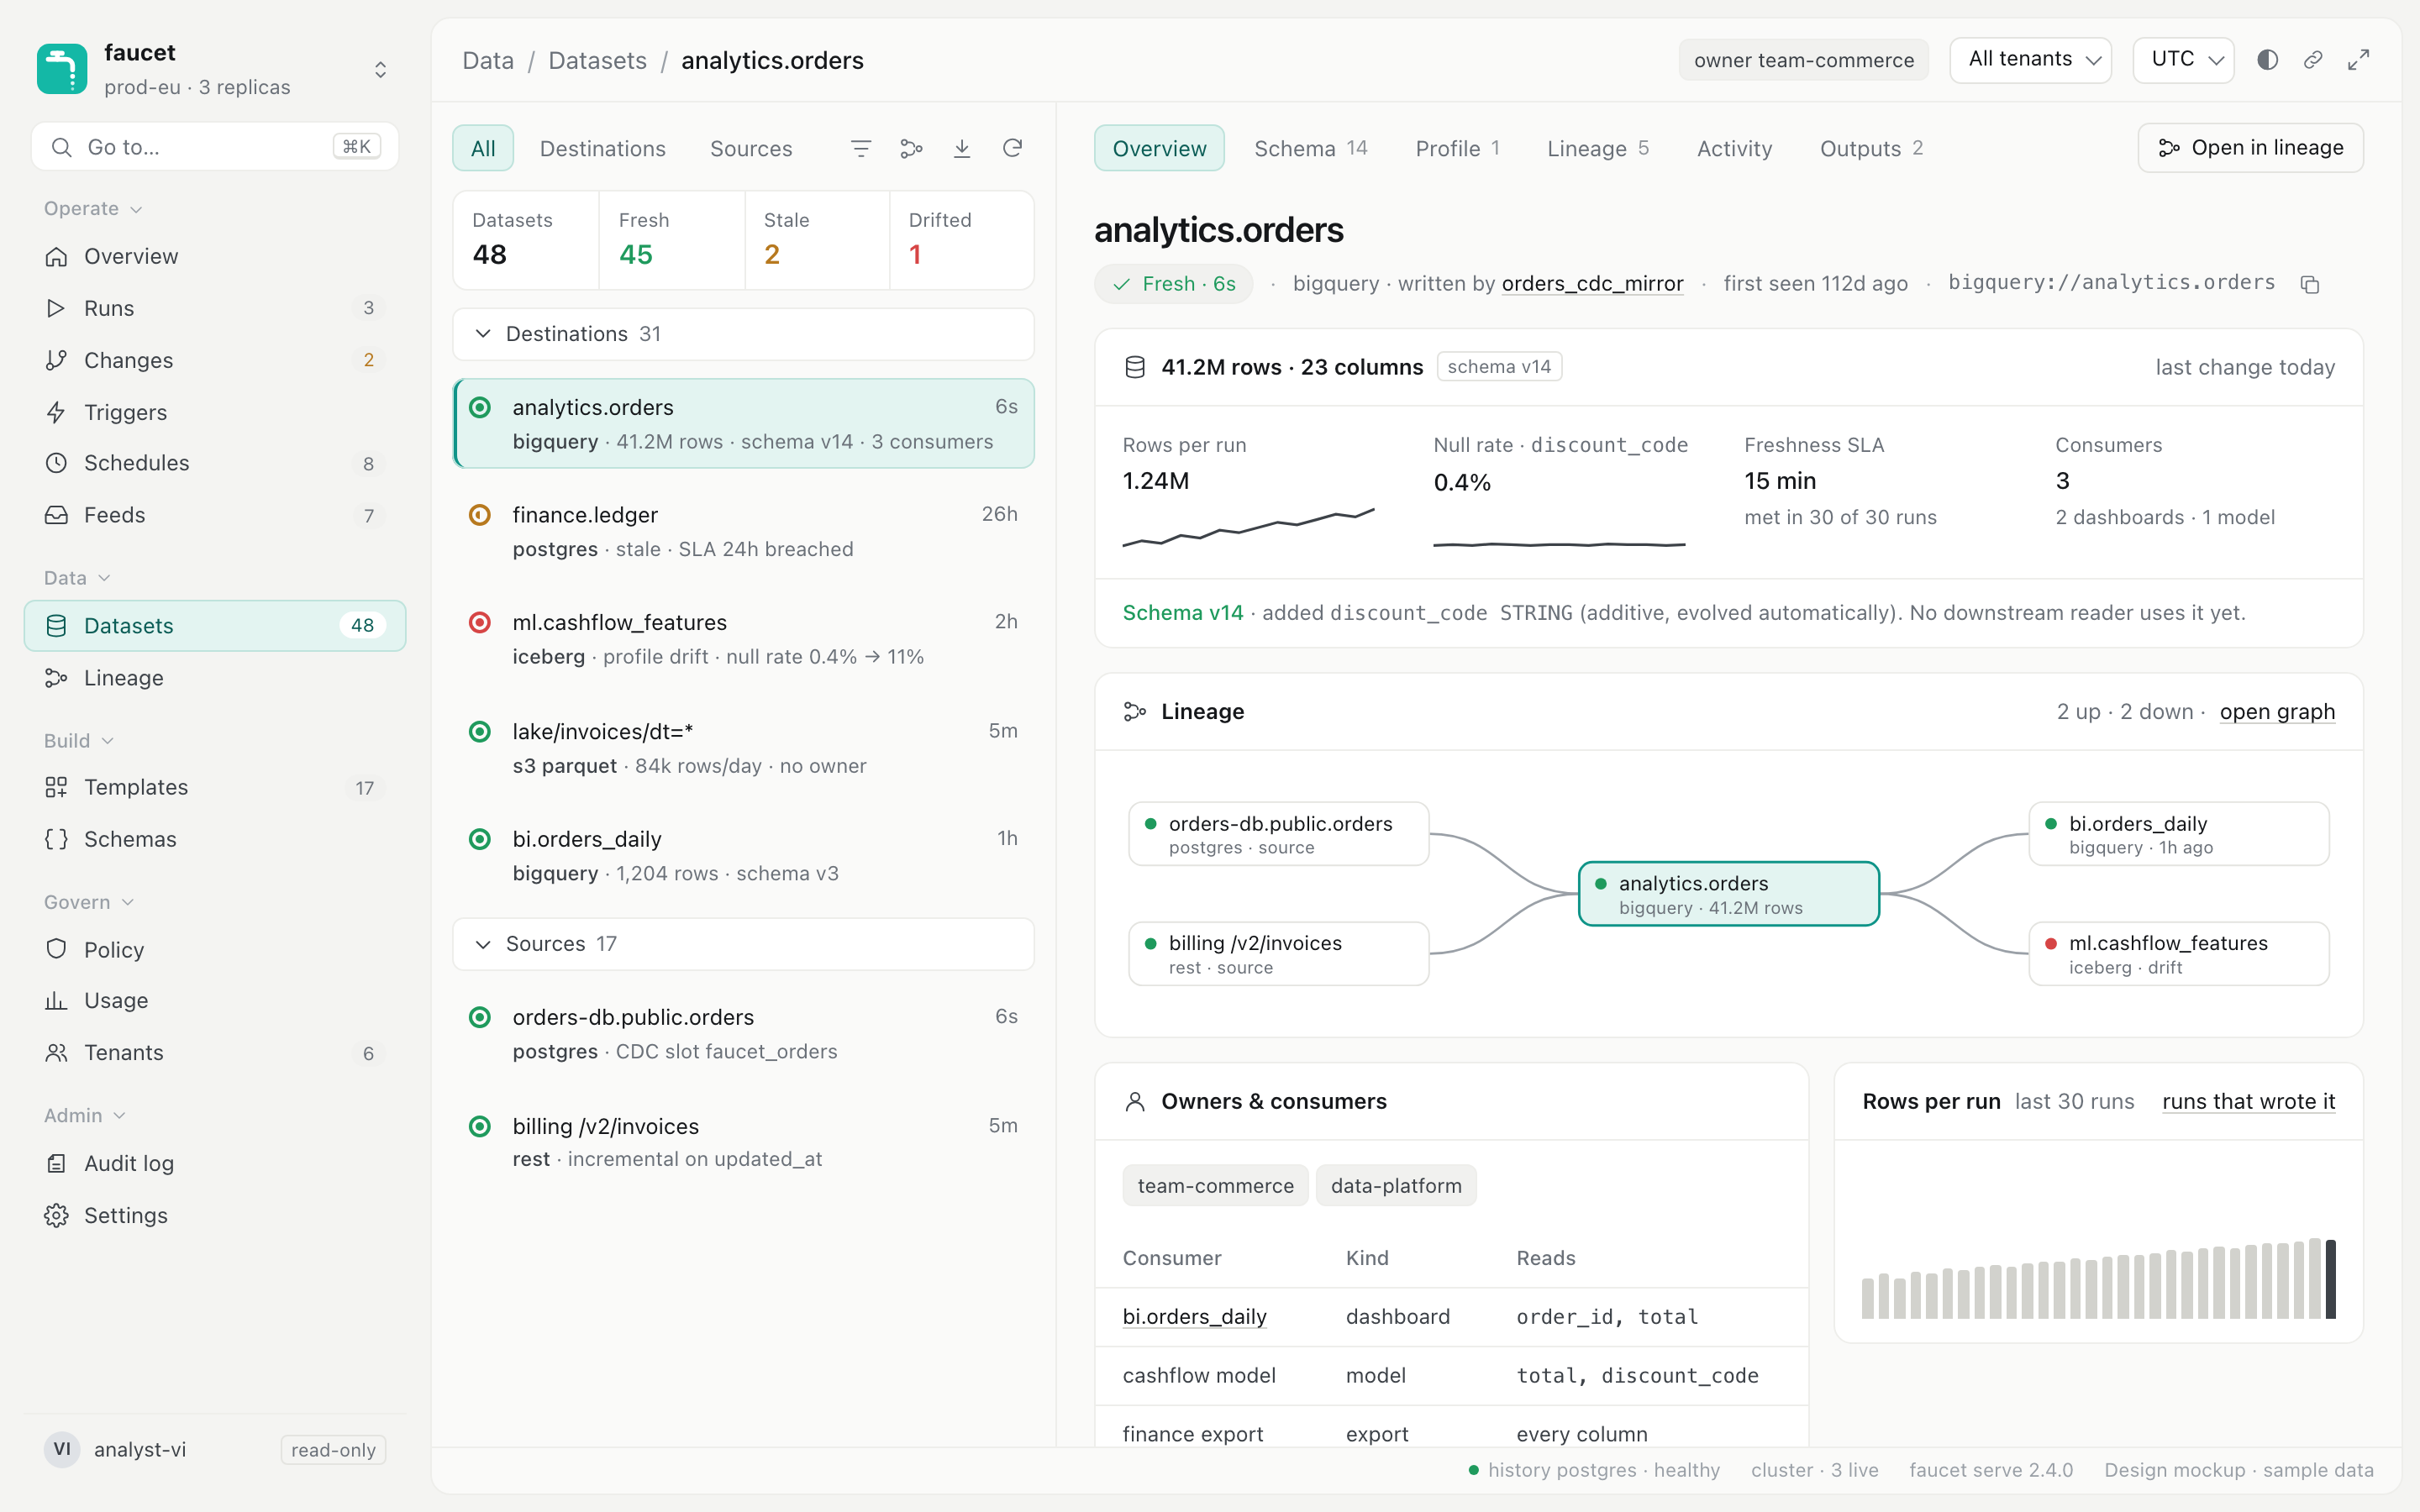 faucet
prod-eu · 3 replicas
Go to... ⌘K
Operate
Overview
Runs 3
Changes 2
Triggers
Schedules 8
Feeds 7
Data
Datasets 48
Lineage
Build
Templates 17
Schemas
Govern
Policy
Usage
Tenants 6
Admin
Audit log
Settings
VI analyst-vi read-only
Data / Datasets / analytics.orders
owner team-commerce All tenants UTC
All Destinations Sources
Datasets Fresh Stale Drifted
48 45 2 1
Destinations 31
analytics.orders 6s
bigquery · 41.2M rows · schema v14 · 3 consumers
finance.ledger 26h
postgres · stale · SLA 24h breached
ml.cashflow_features 2h
iceberg · profile drift · null rate 0.4% → 11%
lake/invoices/dt=* 5m
s3 parquet · 84k rows/day · no owner
bi.orders_daily 1h
bigquery · 1,204 rows · schema v3
Sources 17
orders-db.public.orders 6s
postgres · CDC slot faucet_orders
billing /v2/invoices 5m
rest · incremental on updated_at
Overview Schema 14 Profile 1 Lineage 5 Activity Outputs 2 Open in lineage
analytics.orders
Fresh · 6s · bigquery · written by orders_cdc_mirror · first seen 112d ago · bigquery://analytics.orders
41.2M rows · 23 columns schema v14 last change today
Rows per run Null rate · discount_code Freshness SLA Consumers
1.24M 0.4% 15 min 3
met in 30 of 30 runs 2 dashboards · 1 model
Schema v14 · added discount_code STRING (additive, evolved automatically). No downstream reader uses it yet.
Lineage 2 up · 2 down · open graph
orders-db.public.orders
postgres · source
billing /v2/invoices
rest · source
analytics.orders
bigquery · 41.2M rows
bi.orders_daily
bigquery · 1h ago
ml.cashflow_features
iceberg · drift
Owners & consumers
team-commerce data-platform
Consumer Kind Reads
bi.orders_daily dashboard order_id, total
cashflow model model total, discount_code
finance export export every column
Rows per run last 30 runs runs that wrote it
history postgres · healthy cluster · 3 live faucet serve 2.4.0 Design mockup · sample data